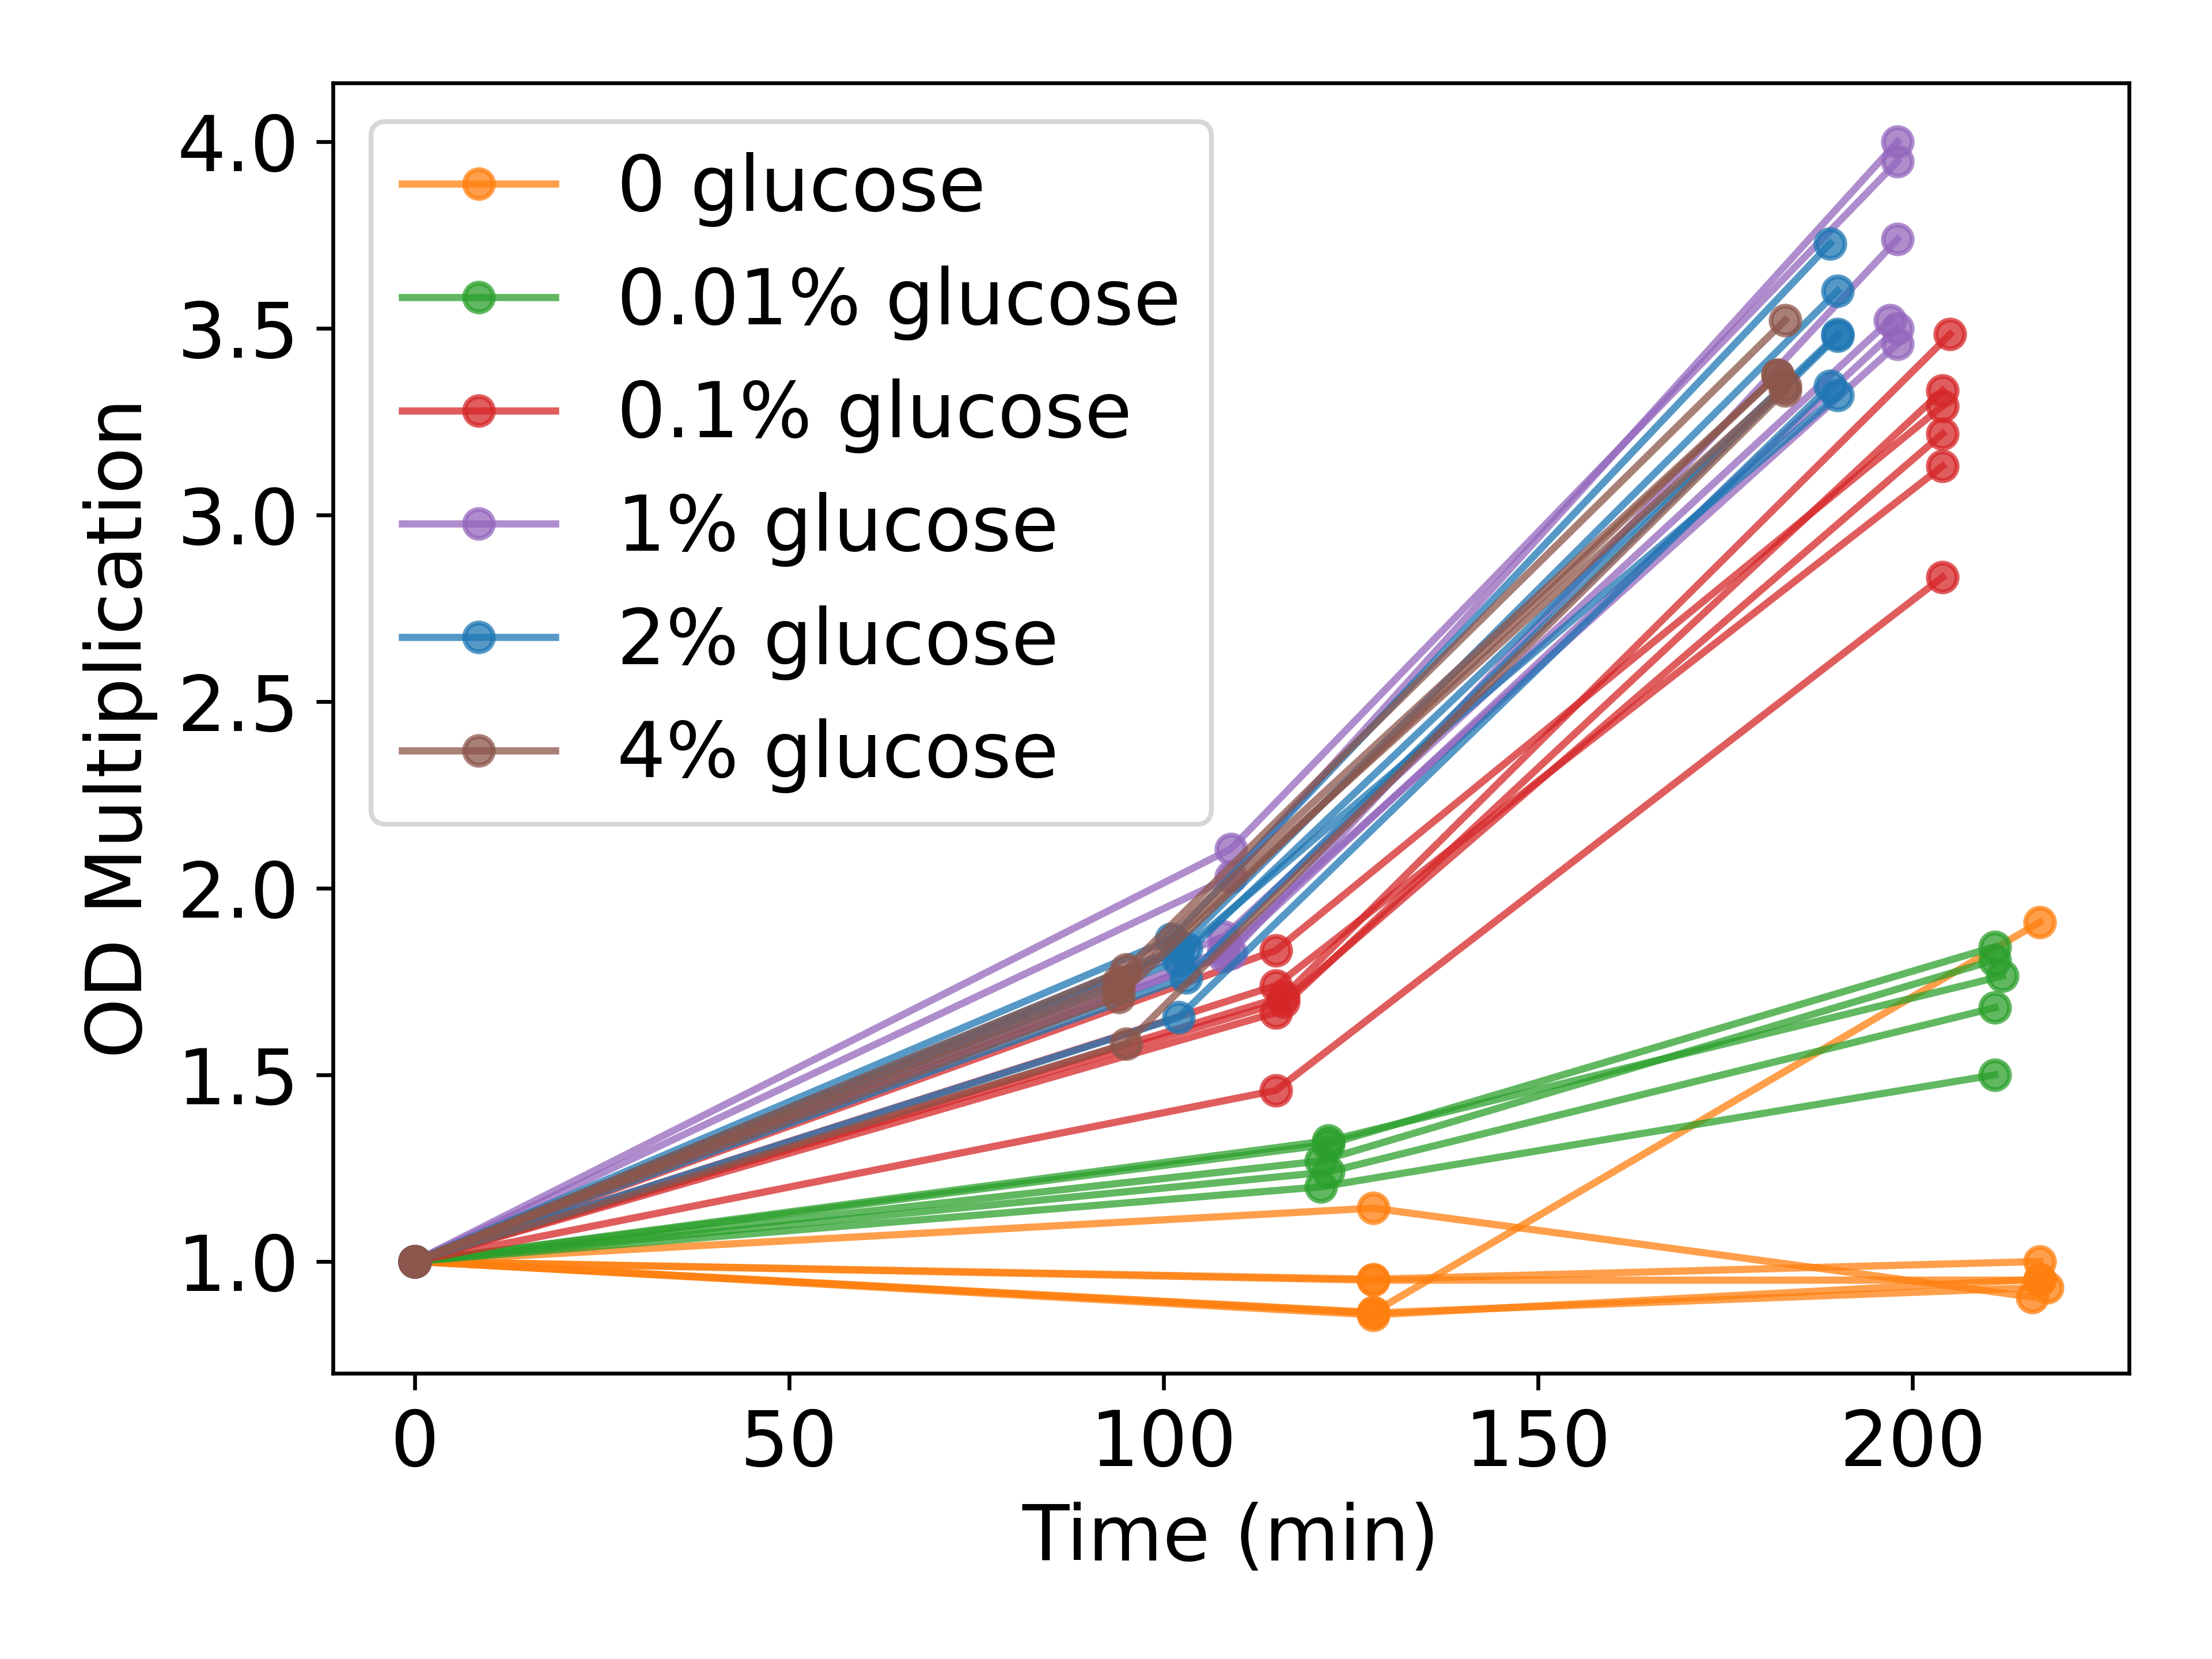 OD Multiplication
4.0
3.5
3.0
2.5
2.0
1.5
1.0
0 glucose
0.01% glucose
0.1% glucose
1% glucose
2% glucose
4% glucose
0 50 100 150 200
Time (min)